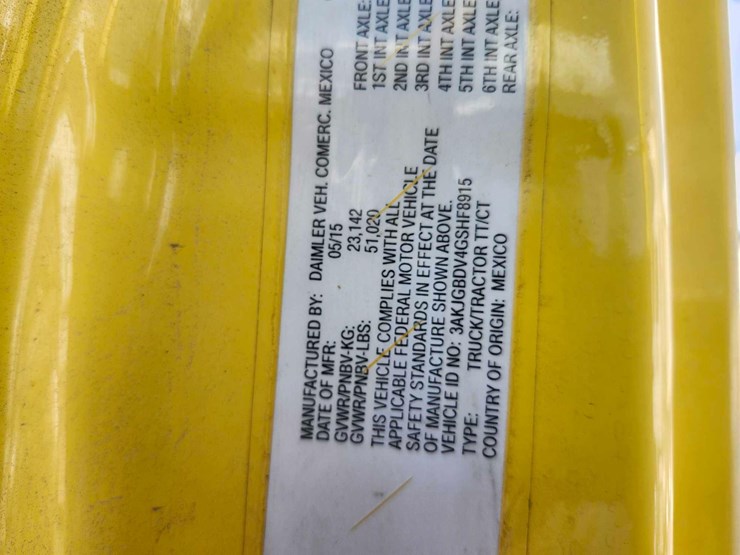 MANUFACTURED BY: DAIMLER VEH. COMERC. MEXICO
DATE OF MFR: 05/15
GVWR/PNBV-KG: 23,142
GVWR/PNBV-LBS: 51,020
THIS VEHICLE COMPLIES WITH ALL
APPLICABLE FEDERAL MOTOR VEHICLE
SAFETY STANDARDS IN EFFECT AT THE DATE
OF MANUFACTURE SHOWN ABOVE.
VEHICLE ID NO: 3AKJGBDV4GSHF8915
TYPE: TRUCK/TRACTOR TT/CT
COUNTRY OF ORIGIN: MEXICO
FRONT AXLE:
1ST INT AXLE
2ND INT AXLE
3RD INT AXLE
4TH INT AXLE
5TH INT AXLE
6TH INT AXLE
REAR AXLE: